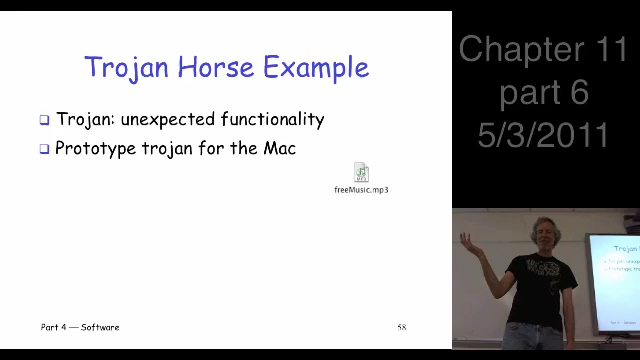 Trojan Horse Example
Trojan: unexpected functionality
Prototype trojan for the Mac
MP3
freeMusic.mp3
Part 4 — Software
58
Chapter 11
part 6
5/3/2011